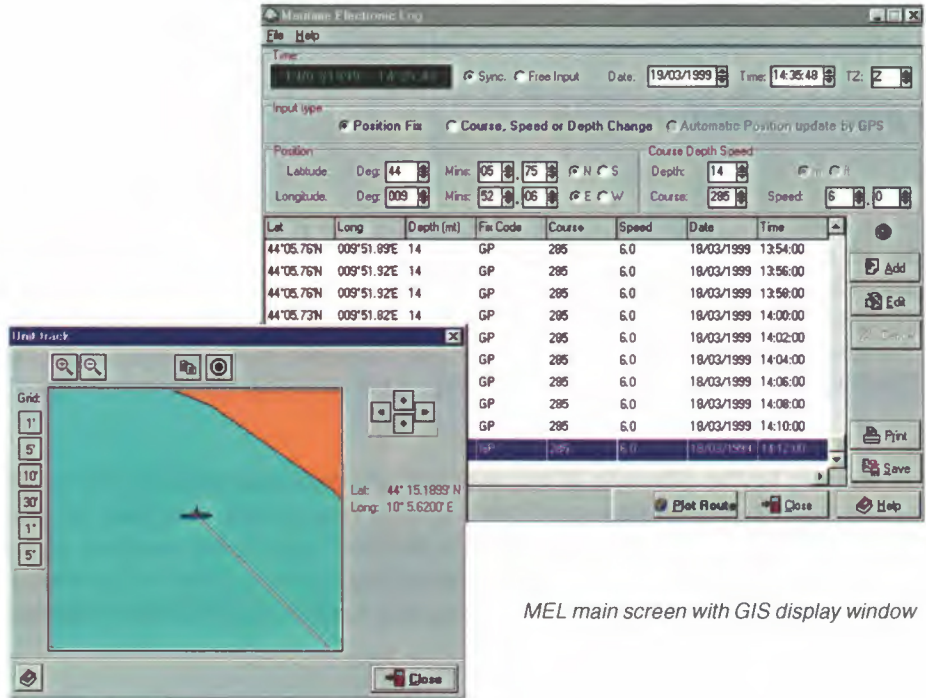 Maritime Electronic Log
File Help
Time
Sync. Free Input Date: 19/03/1999 Time: 14:35:48 TZ: Z
Input type
Position Fix Course, Speed or Depth Change Automatic Position update by GPS
Position Course Depth Speed
Latitude: Deg: 44 Mins: 05 . 75 N S Depth: 14 m ft
Longitude: Deg: 009 Mins: 52 . 06 E W Course: 285 Speed: 6 . 0
Lat Long Depth (mt) Fix Code Course Speed Date Time
44°05.76'N 009°51.89'E 14 GP 285 6.0 18/03/1999 13:54:00
44°05.76'N 009°51.92'E 14 GP 285 6.0 18/03/1999 13:56:00
44°05.76'N 009°51.92'E 14 GP 285 6.0 18/03/1999 13:58:00
44°05.73'N 009°51.82'E 14 GP 285 6.0 18/03/1999 14:00:00
GP 285 6.0 18/03/1999 14:02:00
GP 285 6.0 18/03/1999 14:04:00
GP 285 6.0 18/03/1999 14:06:00
GP 285 6.0 18/03/1999 14:08:00
GP 285 6.0 18/03/1999 14:10:00
GP 285 6.0 18/03/1999 14:12:00
Add
Edit
Print
Save
Plot Route Close Help
Unit track
Grid:
1'
5'
10'
30'
1°
5°
Lat: 44° 15.1899' N
Long: 10° 5.6200' E
Close
MEL main screen with GIS display window